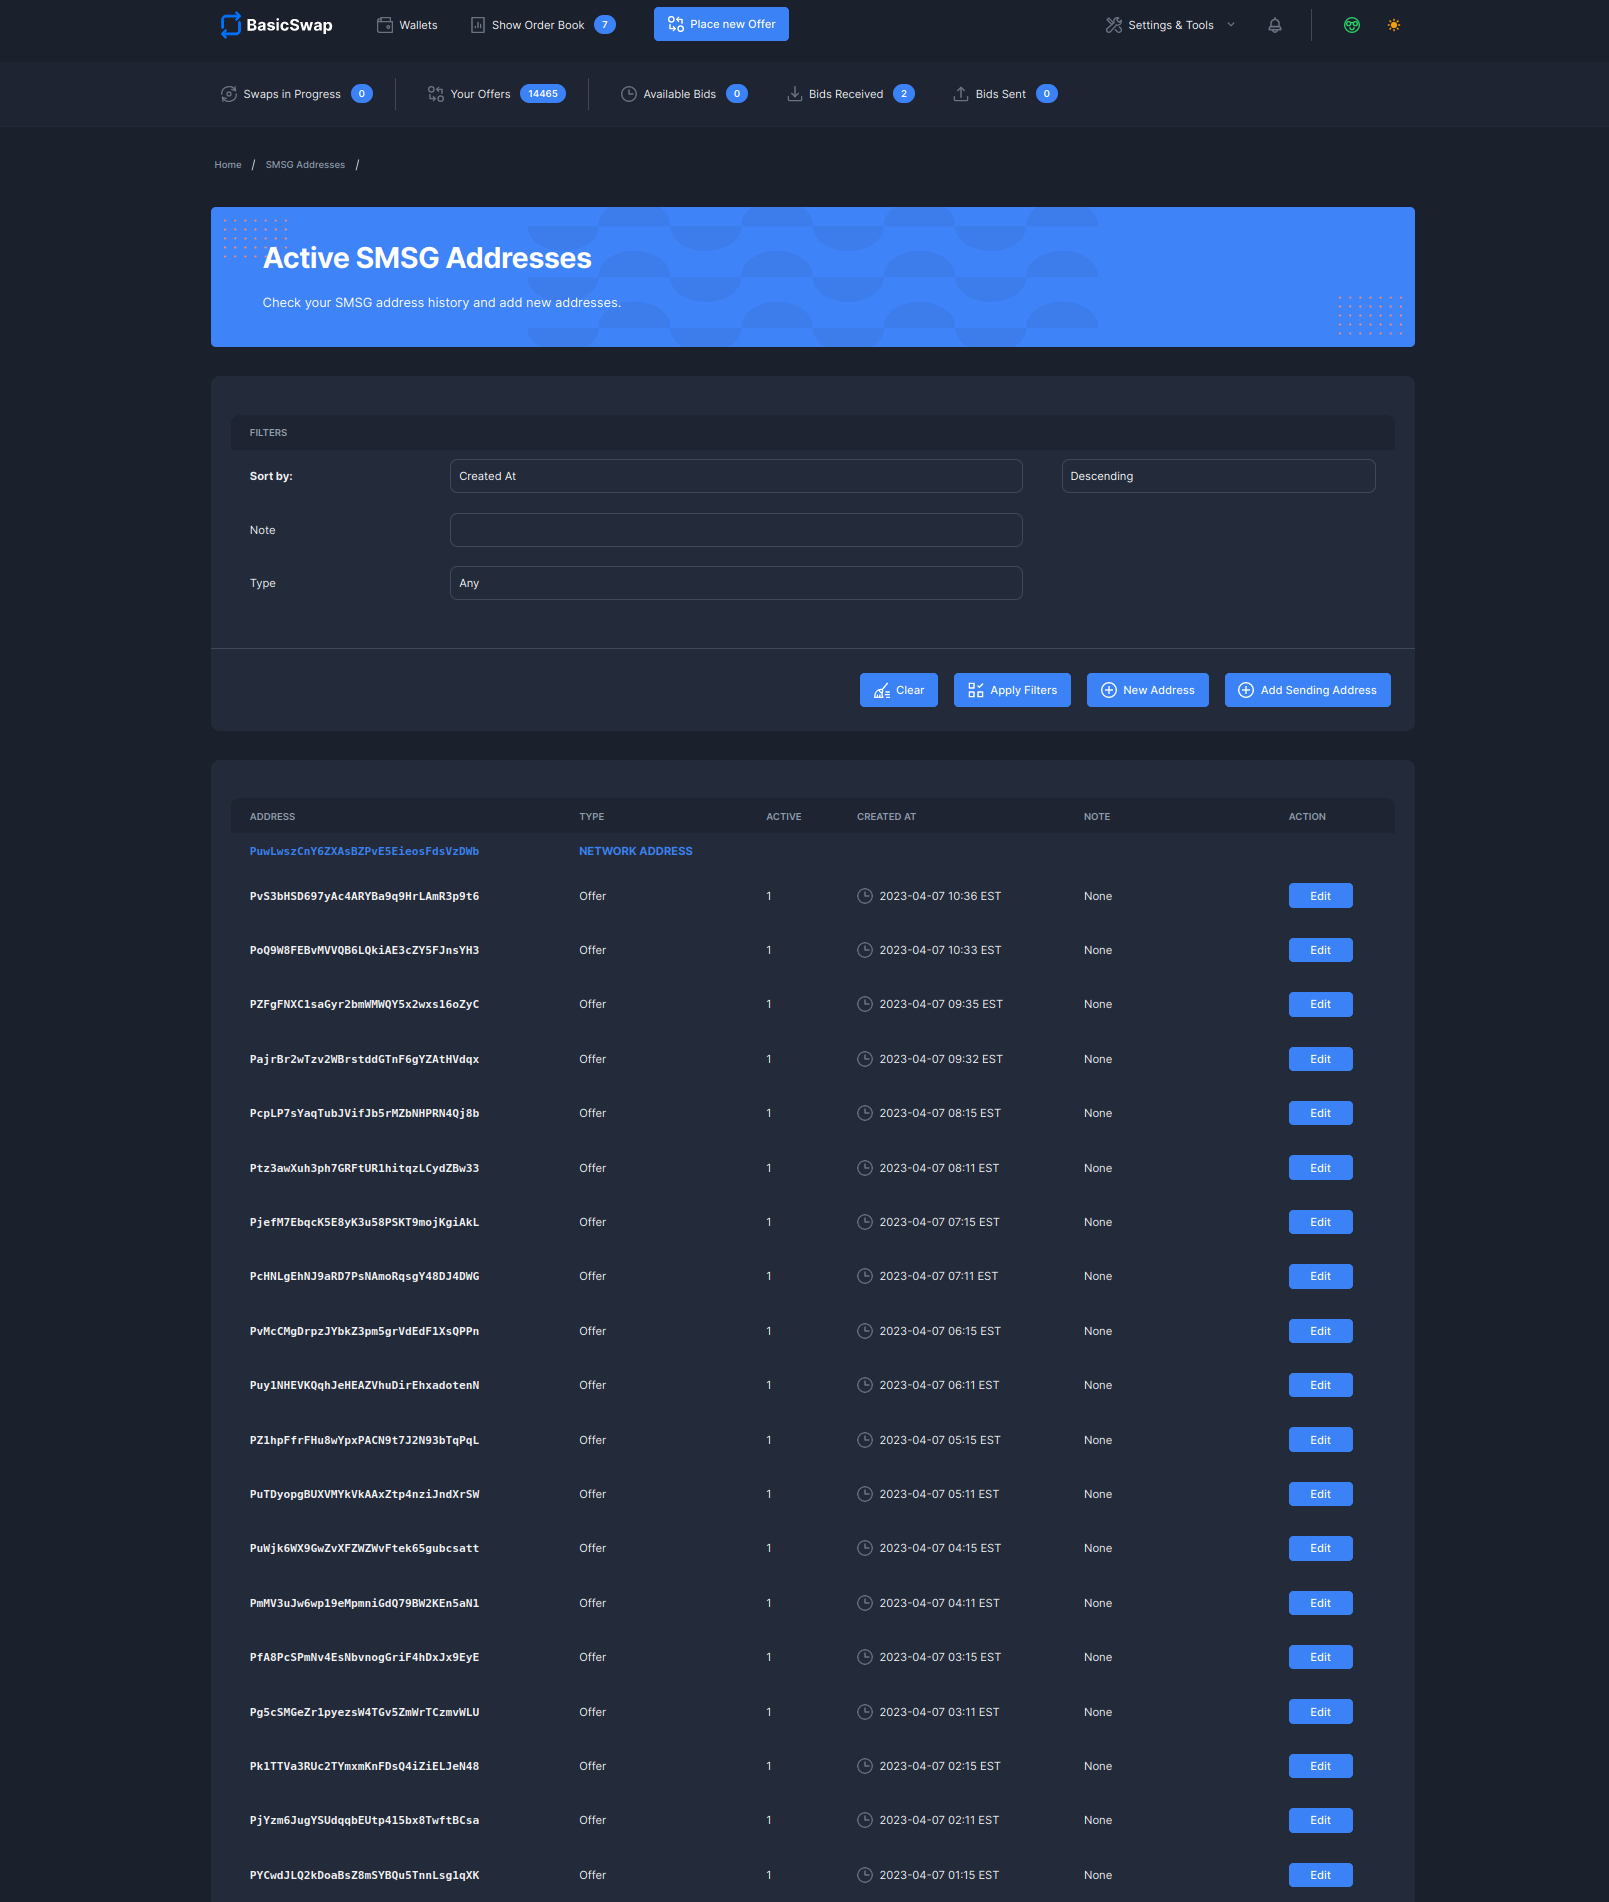 BasicSwap Wallets Show Order Book 7 Place new Offer Settings & Tools
Swaps in Progress 0 Your Offers 14465 Available Bids 0 Bids Received 2 Bids Sent 0
Home / SMSG Addresses /
Active SMSG Addresses
Check your SMSG address history and add new addresses.
FILTERS
Sort by: Created At Descending
Note
Type Any
Clear Apply Filters New Address Add Sending Address
ADDRESS TYPE ACTIVE CREATED AT NOTE ACTION
PuwLwszCnY6ZXAsBZPvE5EieosFdsVzDWb NETWORK ADDRESS
PvS3bHSD697yAc4ARYBa9q9HrLAmR3p9t6 Offer 1 2023-04-07 10:36 EST None Edit
PoQ9W8FEBvMVVQB6LQkiAE3cZY5FJnsYH3 Offer 1 2023-04-07 10:33 EST None Edit
PZFgFNXC1saGyr2bmWMWQY5x2wxs16oZyC Offer 1 2023-04-07 09:35 EST None Edit
PajrBr2wTzv2WBrstddGTnF6gYZAtHVdqx Offer 1 2023-04-07 09:32 EST None Edit
PcpLP7sYaqTubJVifJb5rMZbNHPRN4Qj8b Offer 1 2023-04-07 08:15 EST None Edit
Ptz3awXuh3ph7GRFtUR1hitqzLCydZBw33 Offer 1 2023-04-07 08:11 EST None Edit
PjefM7EbqcK5E8yK3u58PSKT9mojKgiAkL Offer 1 2023-04-07 07:15 EST None Edit
PcHNLgEhNJ9aRD7PsNAmoRqsgY48DJ4DWG Offer 1 2023-04-07 07:11 EST None Edit
PvMcCMgDrpzJYbkZ3pm5grVdEdF1XsQPPn Offer 1 2023-04-07 06:15 EST None Edit
Puy1NHEVKQqhJeHEAZVhuDirEhxadotenN Offer 1 2023-04-07 06:11 EST None Edit
PZ1hpFfrFHu8wYpxPACN9t7J2N93bTqPqL Offer 1 2023-04-07 05:15 EST None Edit
PuTDyopgBUXVMYkVkAAxZtp4nziJndXrSW Offer 1 2023-04-07 05:11 EST None Edit
PuWjk6WX9GwZvXFZWZWvFtek65gubcsatt Offer 1 2023-04-07 04:15 EST None Edit
PmMV3uJw6wp19eMpmniGdQ79BW2KEn5aN1 Offer 1 2023-04-07 04:11 EST None Edit
PfA8PcSPmNv4EsNbvnogGriF4hDxJx9EyE Offer 1 2023-04-07 03:15 EST None Edit
Pg5cSMGeZr1pyezsW4TGv5ZmWrTCzmvWLU Offer 1 2023-04-07 03:11 EST None Edit
Pk1TTVa3RUc2TYmxmKnFDsQ4iZiELJeN48 Offer 1 2023-04-07 02:15 EST None Edit
PjYzm6JugYSUdqqbEUtp415bx8TwftBCsa Offer 1 2023-04-07 02:11 EST None Edit
PYCwdJLQ2kDoaBsZ8mSYBQu5TnnLsg1qXK Offer 1 2023-04-07 01:15 EST None Edit